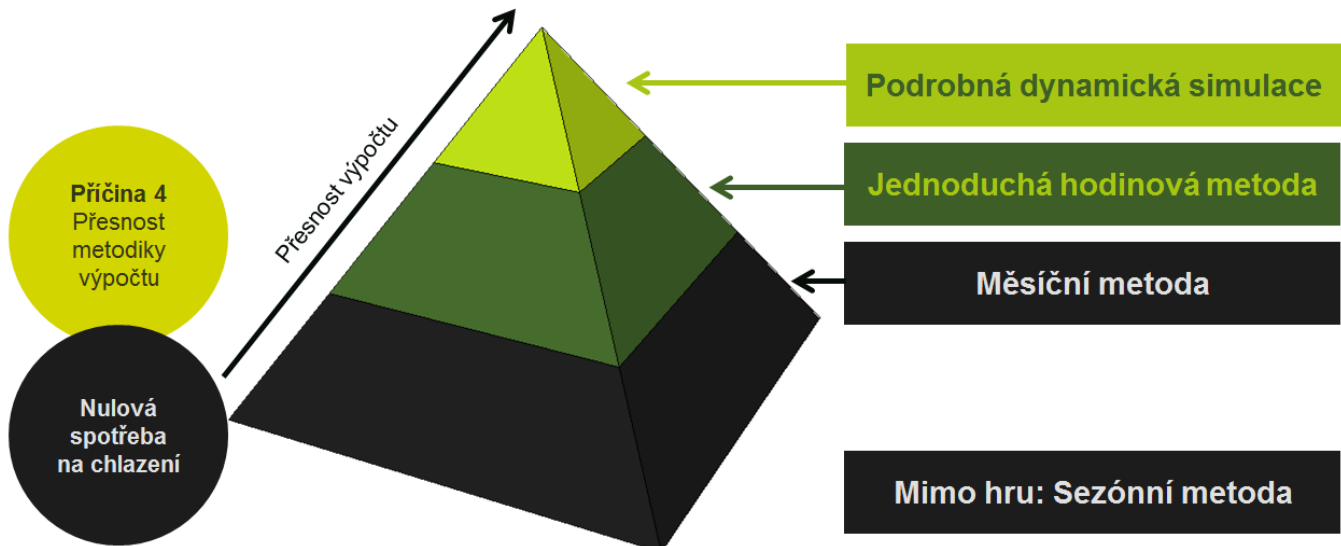 Příčina 4
Přesnost
metodiky
výpočtu
Nulová
spotřeba
na chlazení
Přesnost výpočtu
Podrobná dynamická simulace
Jednoduchá hodinová metoda
Měsíční metoda
Mimo hru: Sezónní metoda